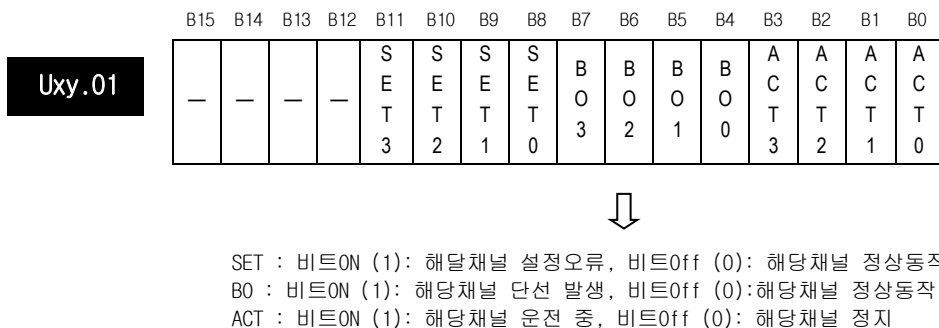 B15 B14 B13 B12 B11 B10 B9 B8 B7 B6 B5 B4 B3 B2 B1 B0
Uxy.01 — — — — SET3 SET2 SET1 SET0 BO3 BO2 BO1 BO0 ACT3 ACT2 ACT1 ACT0
SET : 비트ON (1): 해달채널 설정오류, 비트Off (0): 해당채널 정상동작
BO : 비트ON (1): 해당채널 단선 발생, 비트Off (0):해당채널 정상동작
ACT : 비트ON (1): 해당채널 운전 중, 비트Off (0): 해당채널 정지